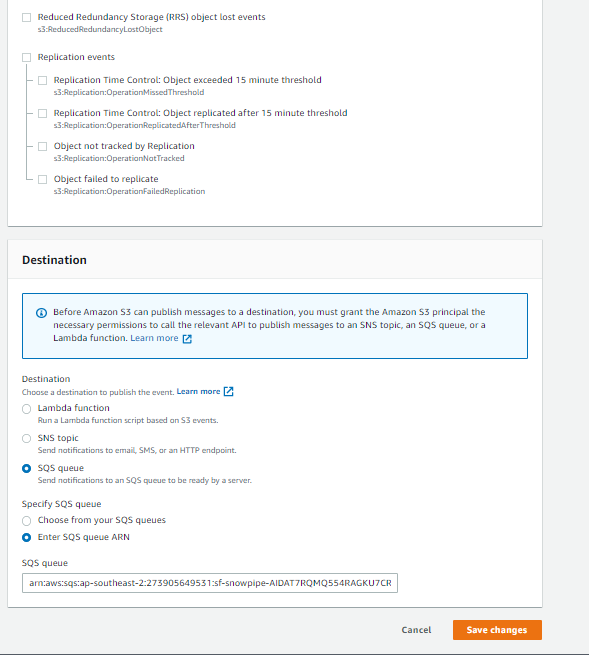 Reduced Redundancy Storage (RRS) object lost events
s3:ReducedRedundancyLostObject
Replication events
Replication Time Control: Object exceeded 15 minute threshold
s3:Replication:OperationMissedThreshold
Replication Time Control: Object replicated after 15 minute threshold
s3:Replication:OperationReplicatedAfterThreshold
Object not tracked by Replication
s3:Replication:OperationNotTracked
Object failed to replicate
s3:Replication:OperationFailedReplication
Destination
Before Amazon S3 can publish messages to a destination, you must grant the Amazon S3 principal the
necessary permissions to call the relevant API to publish messages to an SNS topic, an SQS queue, or a
Lambda function. Learn more
Destination
Choose a destination to publish the event. Learn more
Lambda function
Run a Lambda function script based on S3 events.
SNS topic
Send notifications to email, SMS, or an HTTP endpoint.
SQS queue
Send notifications to an SQS queue to be ready by a server.
Specify SQS queue
Choose from your SQS queues
Enter SQS queue ARN
SQS queue
arn:aws:sqs:ap-southeast-2:273905649531:sf-snowpipe-AIDAT7RQMQ554RAGKU7CR
Cancel
Save changes